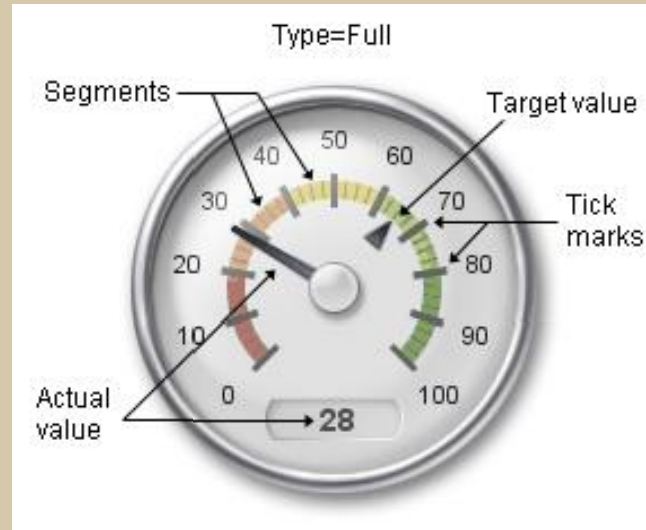 Type=Full
Segments
Target value
50
40
60
30
70
Tick
marks
20
80
10
90
Actual
value
0
100
28